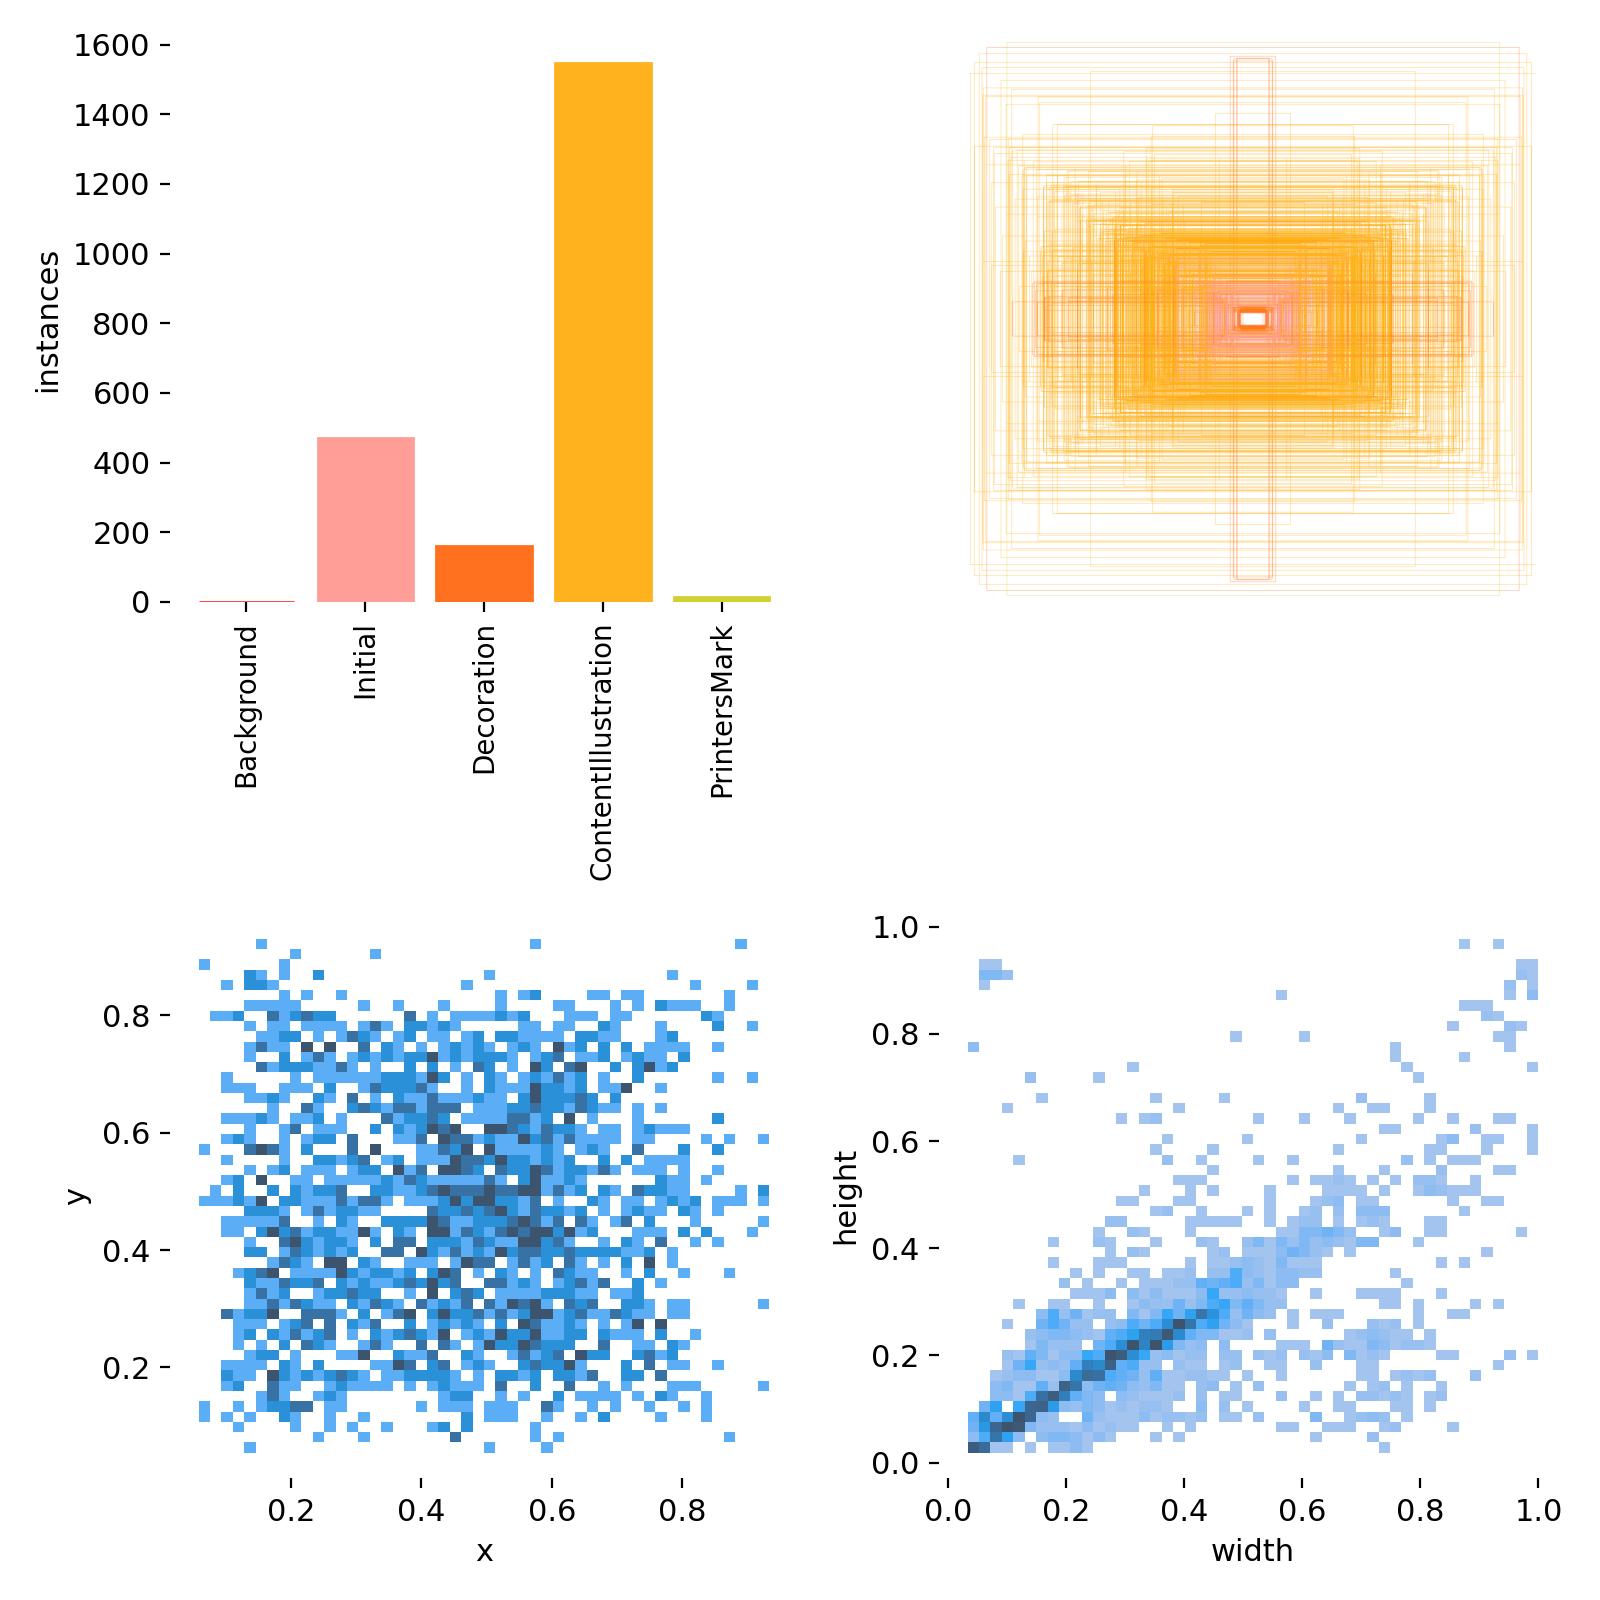 1600
1400
1200
1000
800
600
400
200
0
instances
Background
Initial
Decoration
ContentIllustration
PrintersMark
0.8
0.6
0.4
0.2
y
0.2 0.4 0.6 0.8
x
1.0
0.8
0.6
0.4
0.2
0.0
height
0.0 0.2 0.4 0.6 0.8 1.0
width